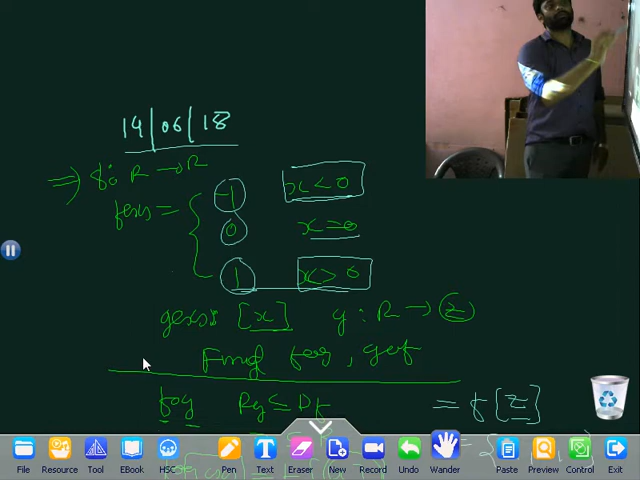 14/06/18
⇒ f: R → R
f(x) = { -1 x < 0
0 x = 0
1 x > 0
g(x) = [x] g : R → Z
Find fog, gof
fog Rg ⊆ Df = f[Z]
File Resource Tool EBook HSC Pen Text Eraser New Record Undo Wander Paste Preview Control Exit